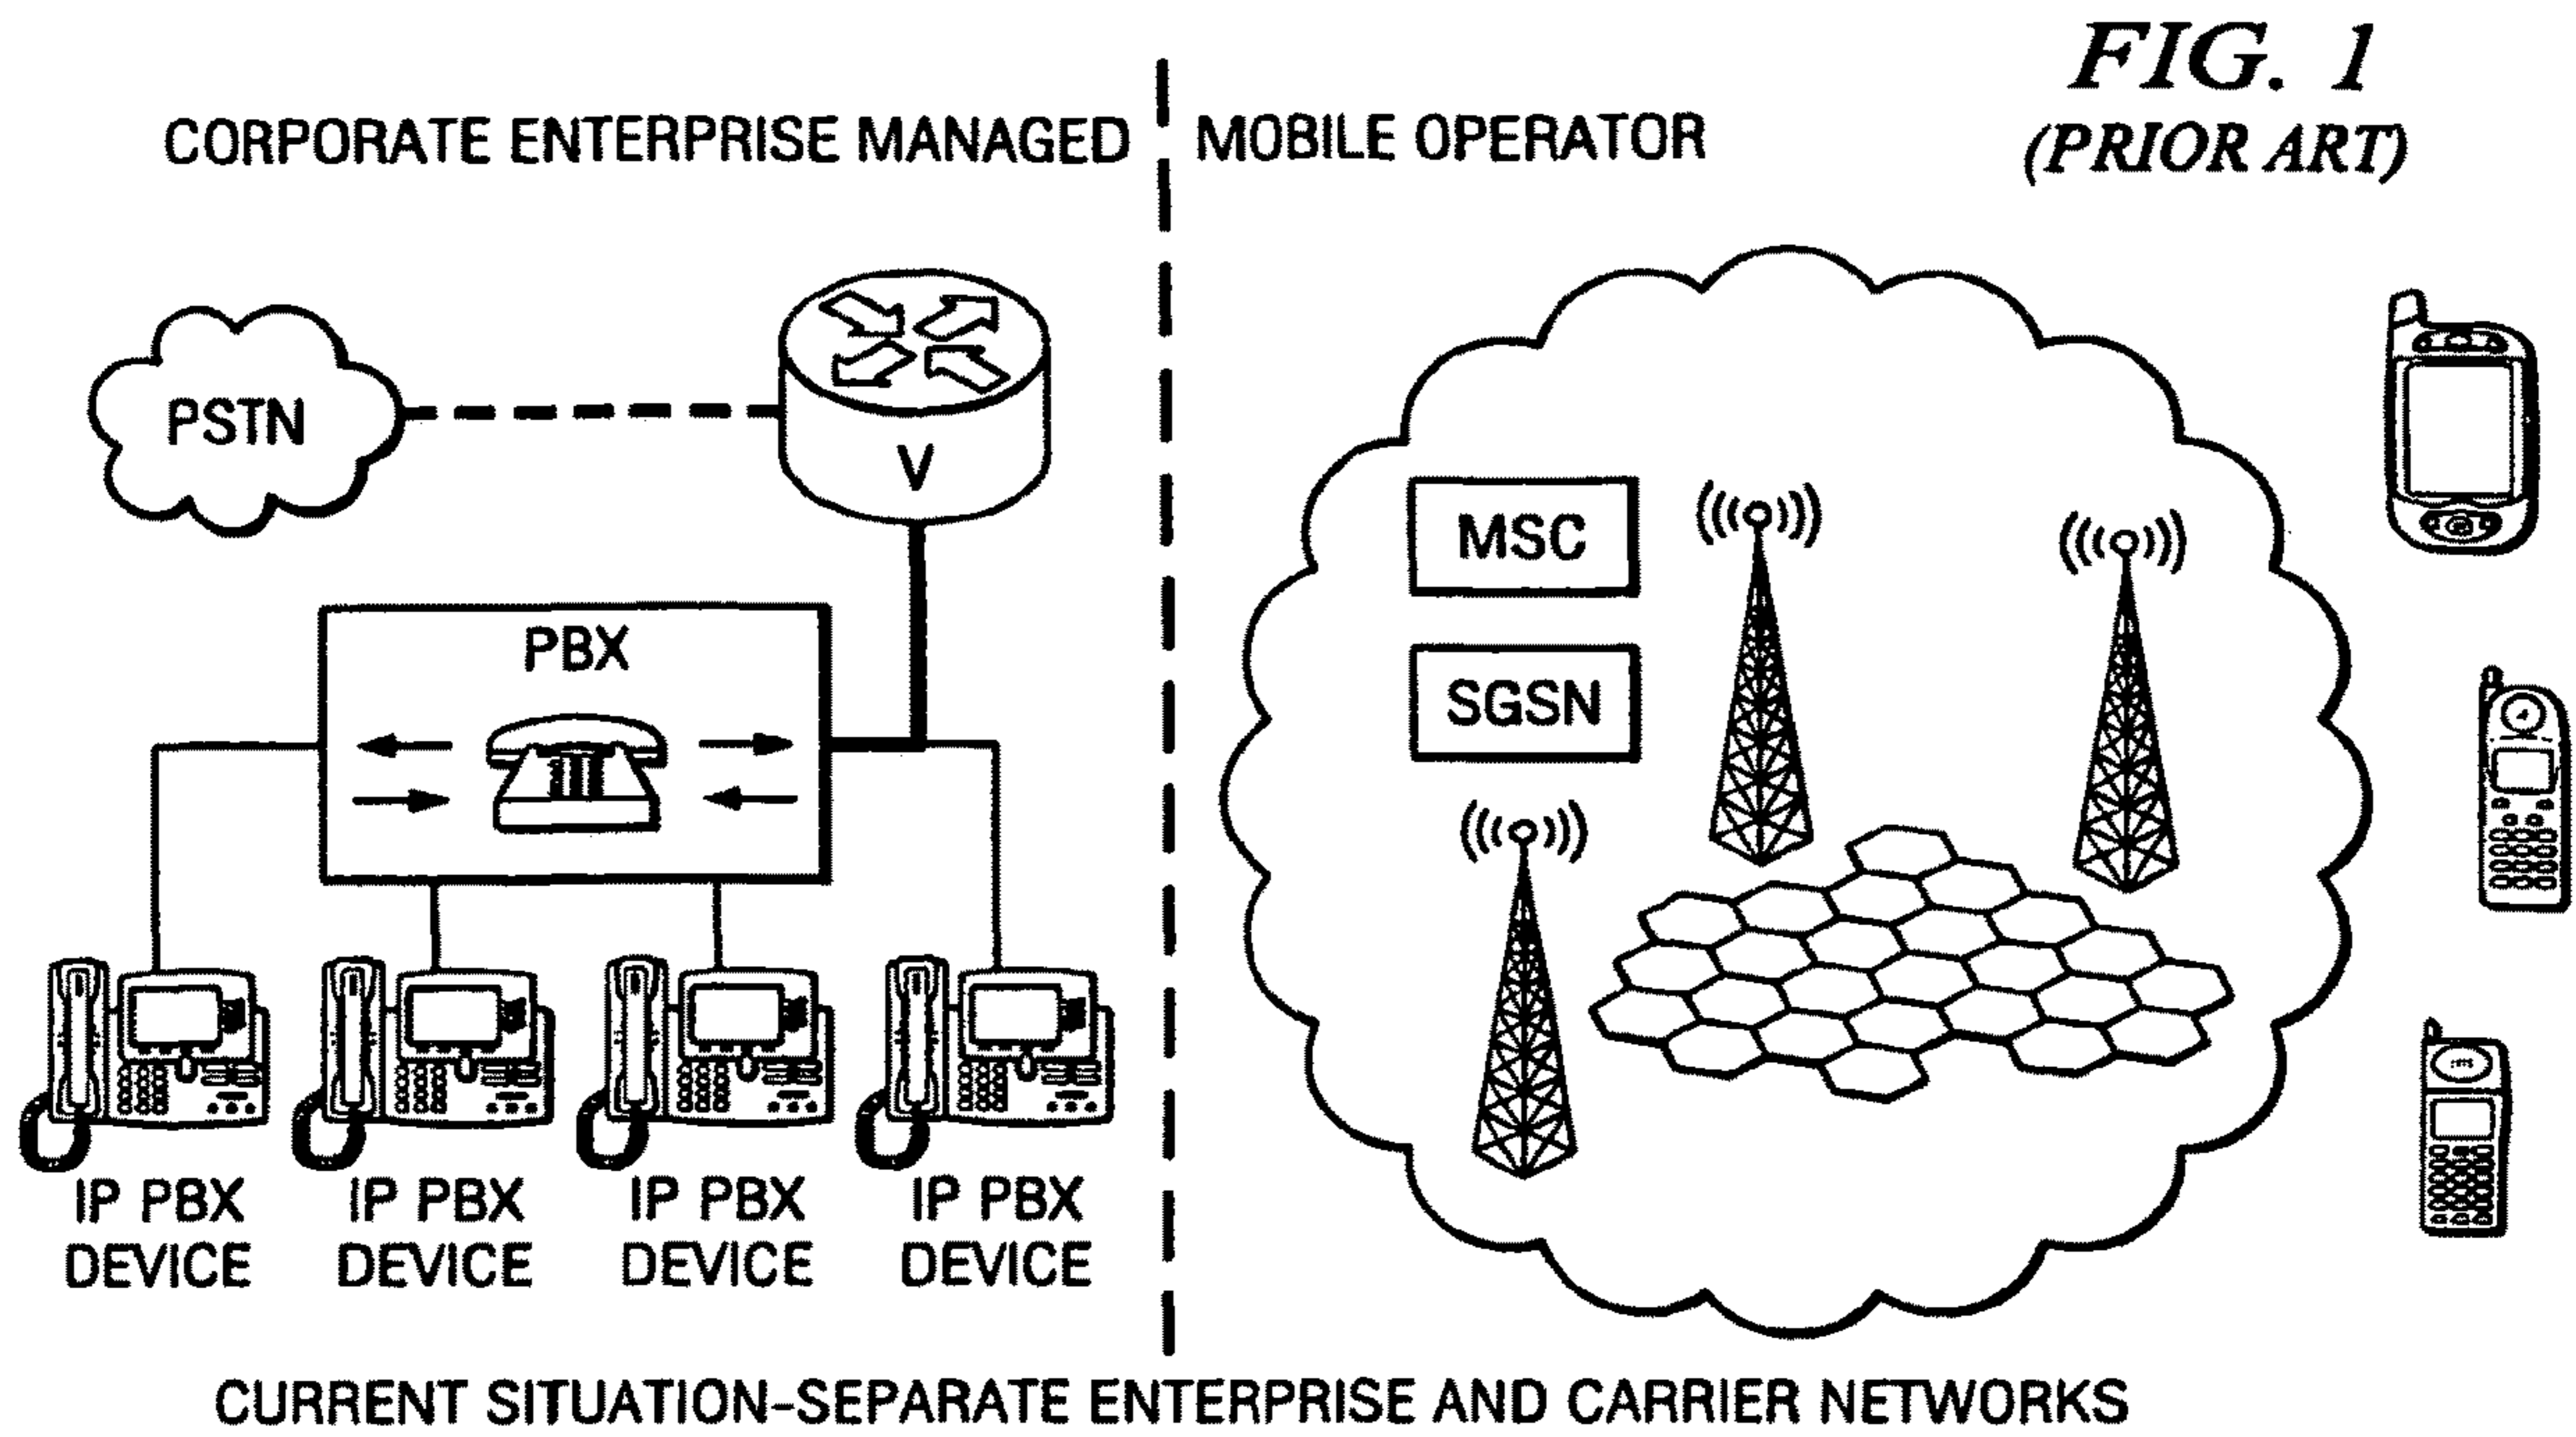 FIG. 1
(PRIOR ART)
CORPORATE ENTERPRISE MANAGED
MOBILE OPERATOR
PSTN
V
MSC
PBX
SGSN
IP PBX
DEVICE
IP PBX
DEVICE
IP PBX
DEVICE
IP PBX
DEVICE
CURRENT SITUATION-SEPARATE ENTERPRISE AND CARRIER NETWORKS